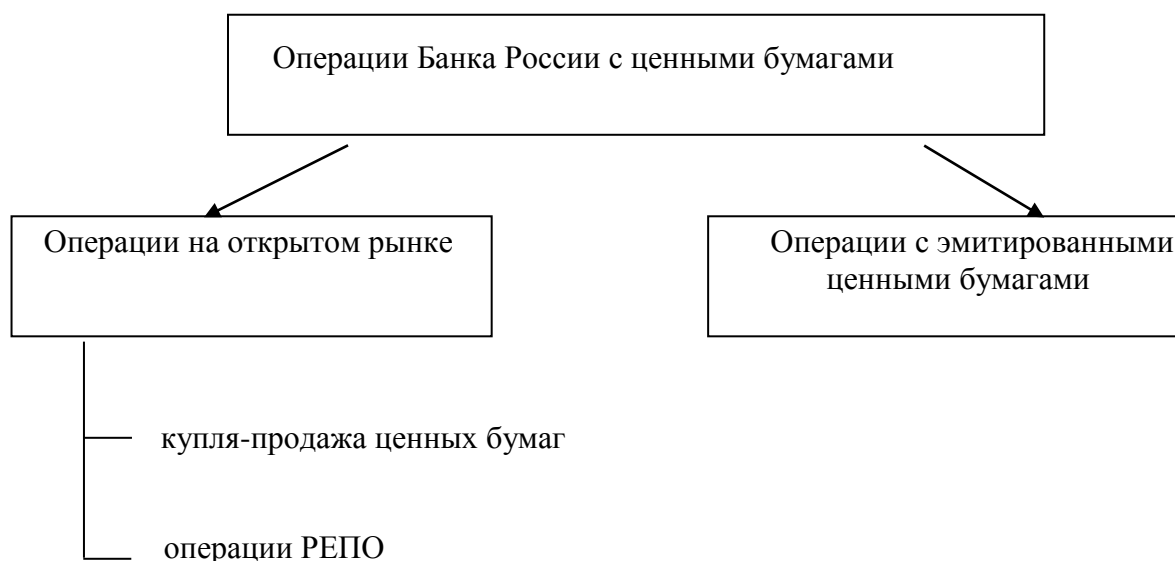 Операции Банка России с ценными бумагами
Операции на открытом рынке
Операции с эмитированными
ценными бумагами
купля-продажа ценных бумаг
операции РЕПО